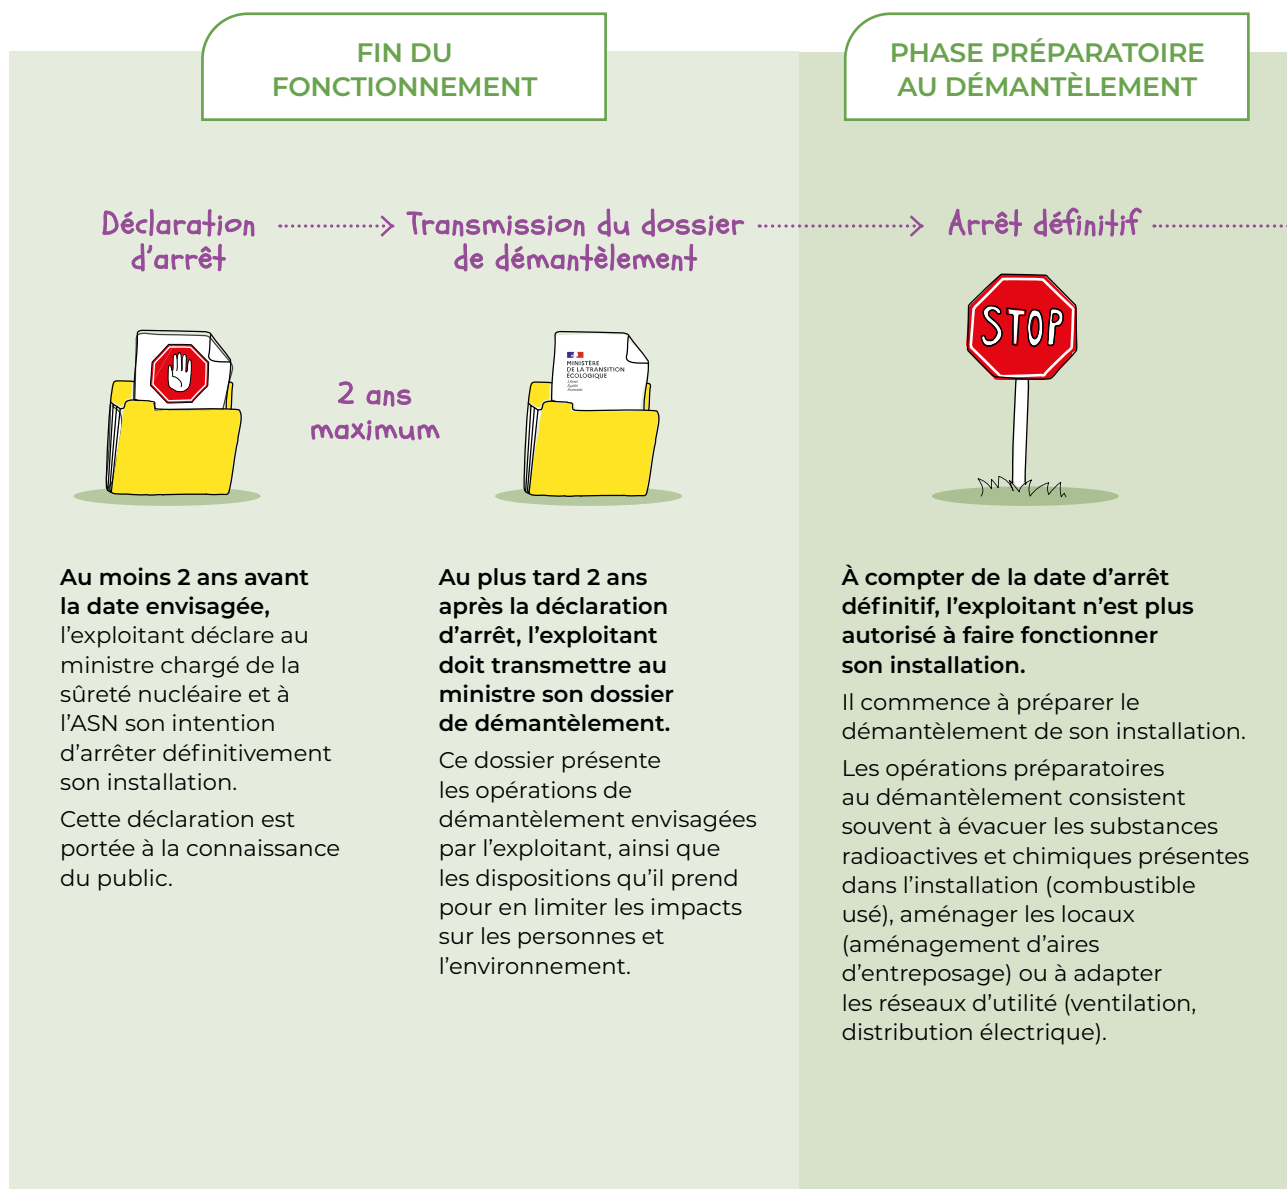 FIN DU
FONCTIONNEMENT
PHASE PRÉPARATOIRE
AU DÉMANTÈLEMENT
Déclaration
d'arrêt
Transmission du dossier
de démantèlement
Arrêt définitif
MINISTÈRE
DE LA TRANSITION
ÉCOLOGIQUE
Liberté
Égalité
Fraternité
STOP
2 ans
maximum
Au moins 2 ans avant
la date envisagée,
l’exploitant déclare au
ministre chargé de la
sûreté nucléaire et à
l’ASN son intention
d’arrêter définitivement
son installation.
Cette déclaration est
portée à la connaissance
du public.
Au plus tard 2 ans
après la déclaration
d’arrêt, l’exploitant
doit transmettre au
ministre son dossier
de démantèlement.
Ce dossier présente
les opérations de
démantèlement envisagées
par l’exploitant, ainsi que
les dispositions qu’il prend
pour en limiter les impacts
sur les personnes et
l’environnement.
À compter de la date d’arrêt
définitif, l’exploitant n’est plus
autorisé à faire fonctionner
son installation.
Il commence à préparer le
démantèlement de son installation.
Les opérations préparatoires
au démantèlement consistent
souvent à évacuer les substances
radioactives et chimiques présentes
dans l’installation (combustible
usé), aménager les locaux
(aménagement d’aires
d’entreposage) ou à adapter
les réseaux d’utilité (ventilation,
distribution électrique).